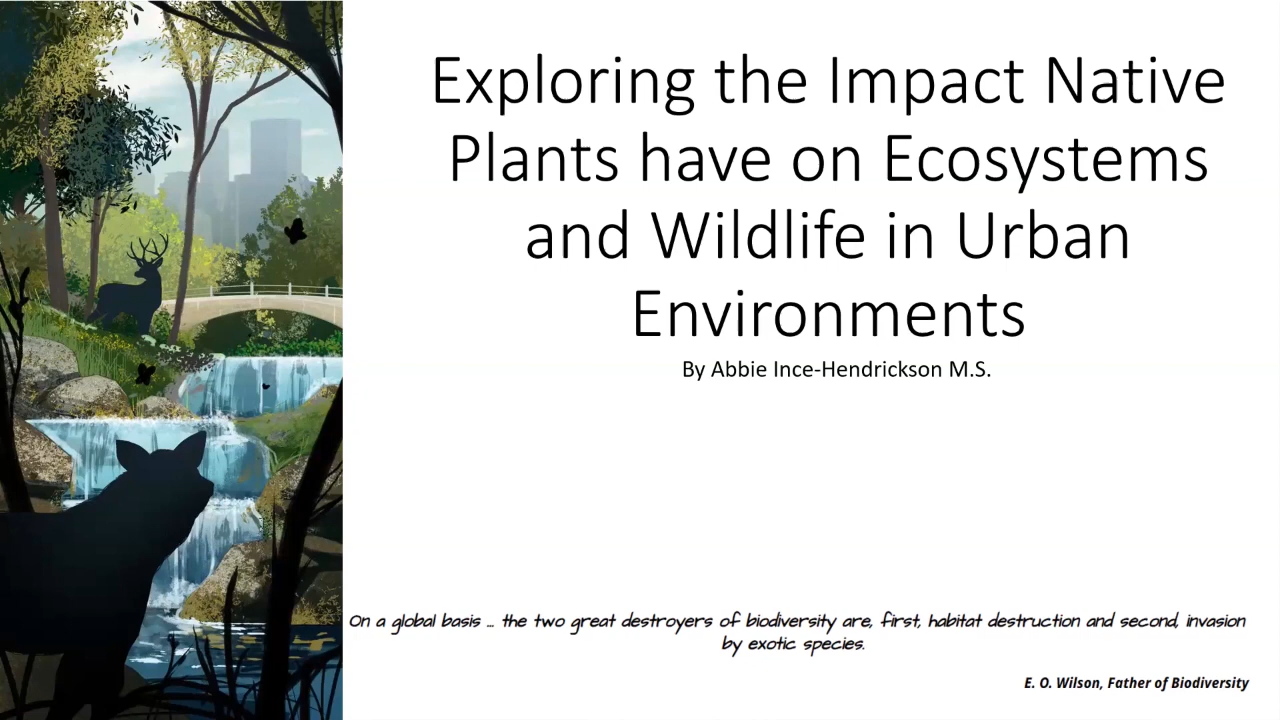 Exploring the Impact Native
Plants have on Ecosystems
and Wildlife in Urban
Environments
By Abbie Ince-Hendrickson M.S.
On a global basis ... the two great destroyers of biodiversity are, first, habitat destruction and second, invasion
by exotic species.
E. O. Wilson, Father of Biodiversity